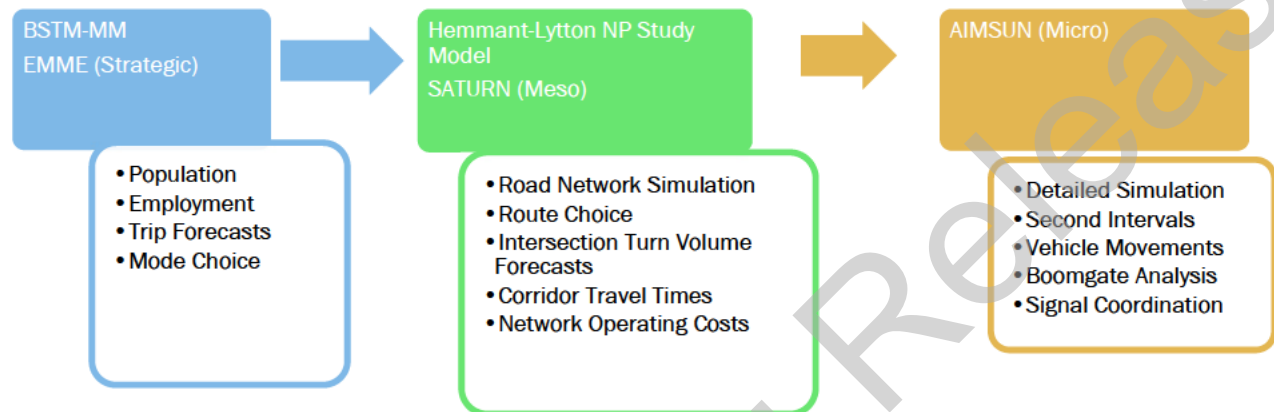 BSTM-MM
EMME (Strategic)
• Population
• Employment
• Trip Forecasts
• Mode Choice
Hemmant-Lytton NP Study
Model
SATURN (Meso)
• Road Network Simulation
• Route Choice
• Intersection Turn Volume
Forecasts
• Corridor Travel Times
• Network Operating Costs
AIMSUN (Micro)
• Detailed Simulation
• Second Intervals
• Vehicle Movements
• Boomgate Analysis
• Signal Coordination
Releas